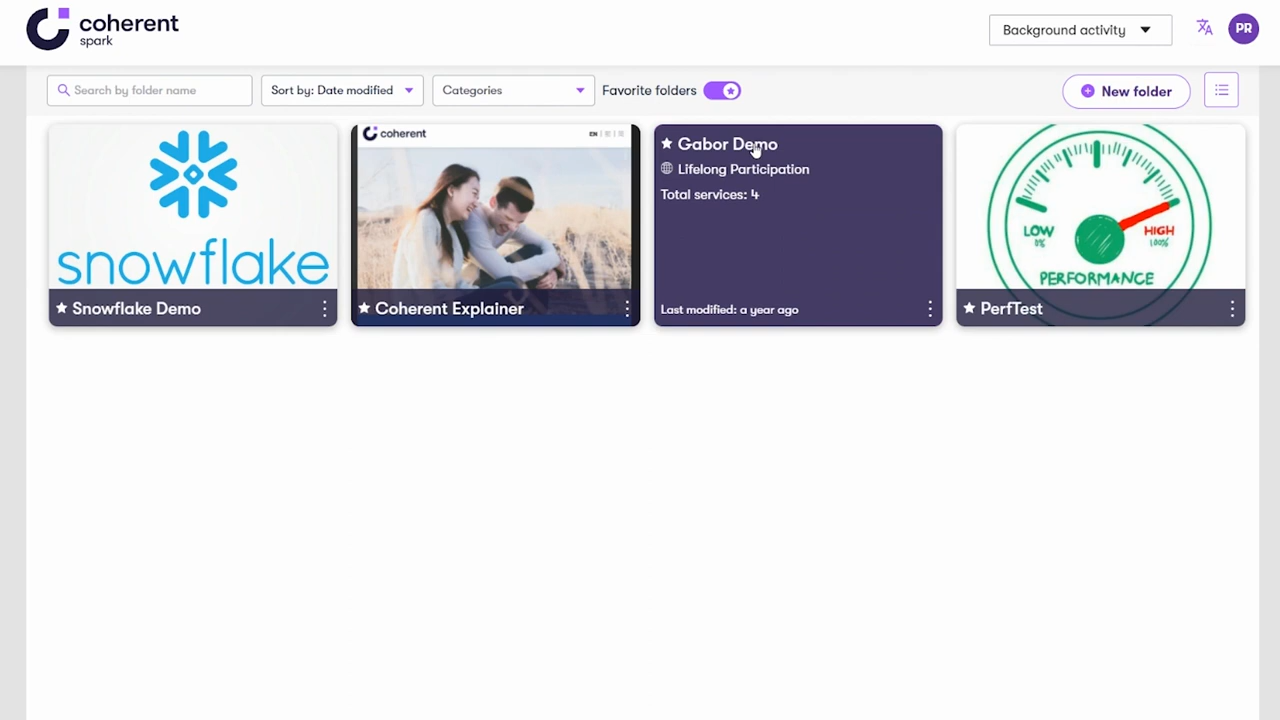 coherent
spark
Background activity
PR
Search by folder name
Sort by: Date modified
Categories
Favorite folders
New folder
snowflake
Snowflake Demo
coherent
EN
Coherent Explainer
Gabor Demo
Lifelong Participation
Total services: 4
Last modified: a year ago
LOW
0%
HIGH
100%
PERFORMANCE
PerfTest